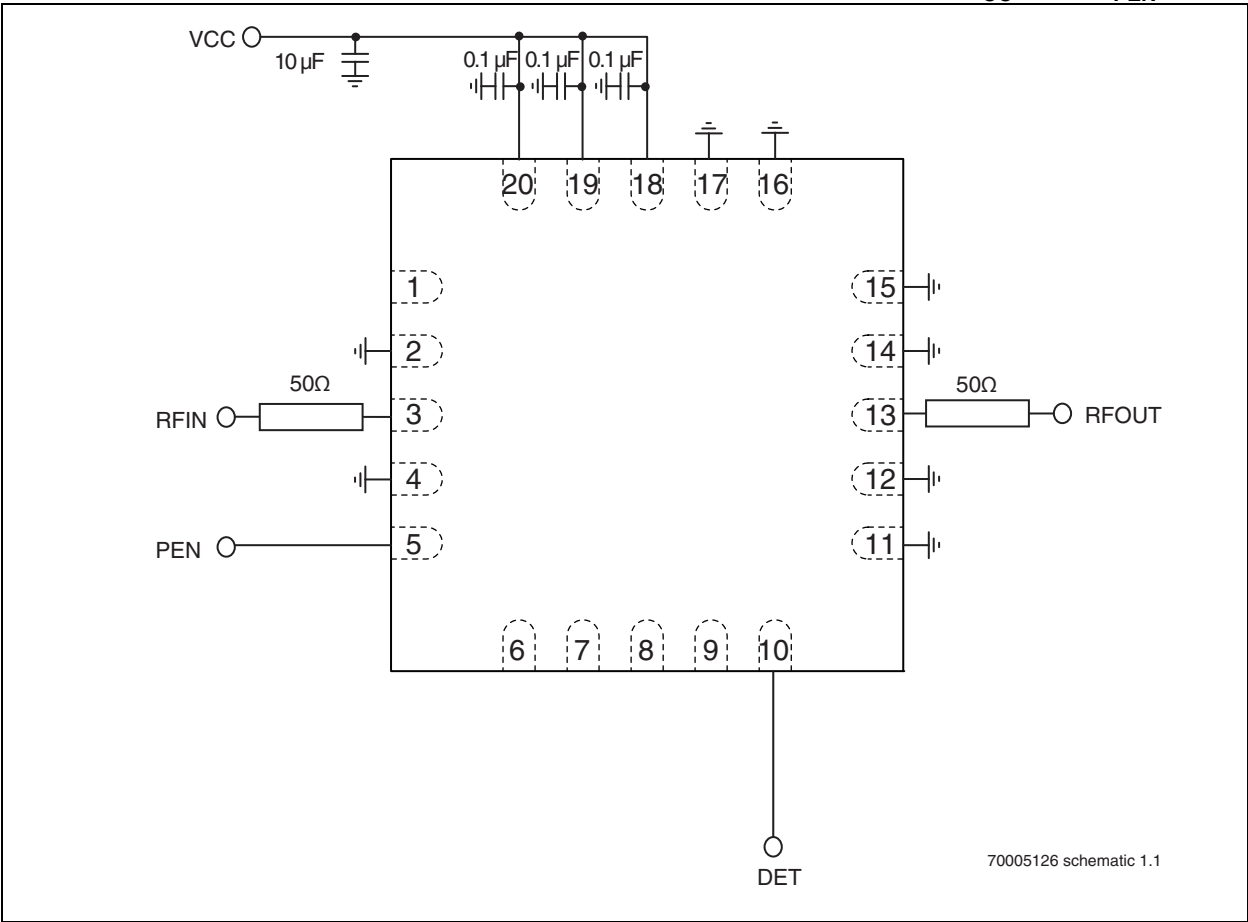 VCC
10 µF
0.1 µF 0.1 µF 0.1 µF
20 19 18 17 16
1
15
2
14
50Ω
50Ω
RFIN
3
13
RFOUT
4
12
PEN
5
11
6 7 8 9 10
DET
70005126 schematic 1.1